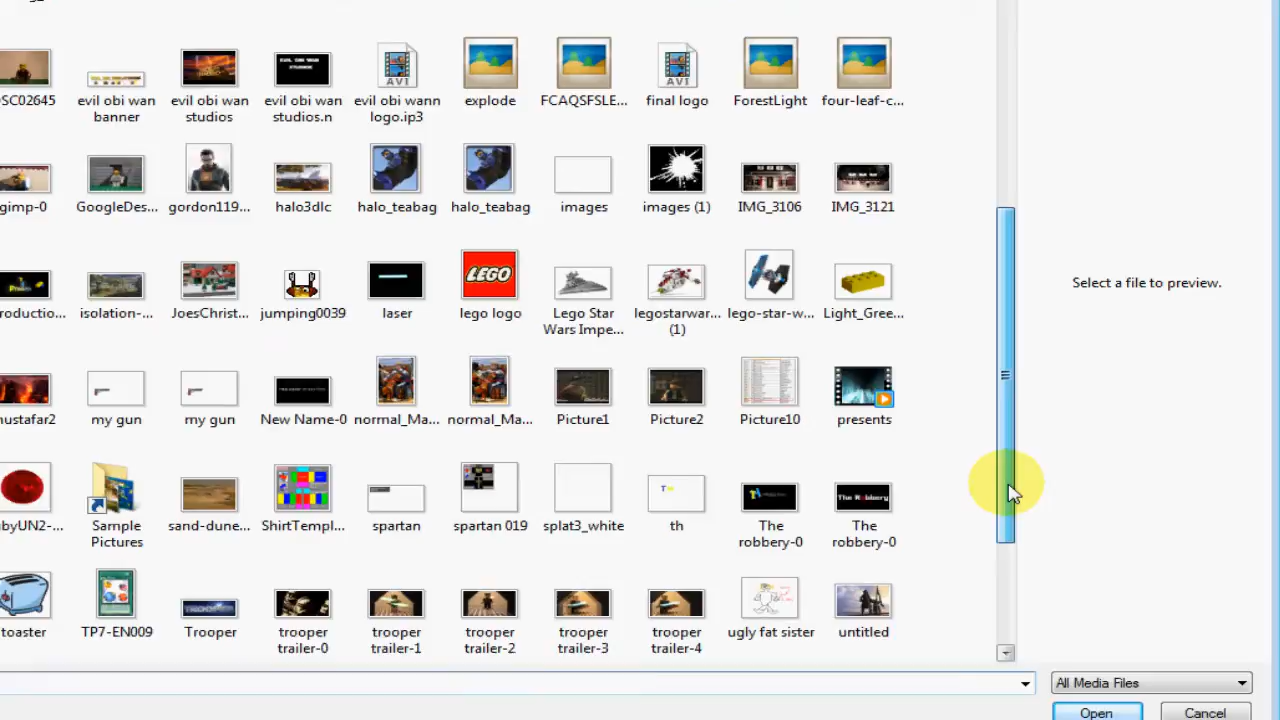 SC02645
evil obi wan
banner
evil obi wan
studios
evil obi wan
studios.n
evil obi wann
logo.ip3
explode
FCAQSFSLE...
final logo
ForestLight
four-leaf-c...
AVI
AVI
gimp-0
GoogleDes...
gordon119...
halo3dlc
halo_teabag
halo_teabag
images
images (1)
IMG_3106
IMG_3121
LEGO
roductio...
isolation-...
JoesChrist...
jumping0039
laser
lego logo
Lego Star
Wars Impe...
legostarwar...
(1)
lego-star-w...
Light_Gree...
Select a file to preview.
mustafar2
my gun
my gun
New Name-0
normal_Ma...
normal_Ma...
Picture1
Picture2
Picture10
presents
The Robbery
byUN2-...
Sample
Pictures
sand-dune...
ShirtTempl...
spartan
spartan 019
splat3_white
th
The
robbery-0
The
robbery-0
toaster
TP7-EN009
Trooper
trooper
trailer-0
trooper
trailer-1
trooper
trailer-2
trooper
trailer-3
trooper
trailer-4
ugly fat sister
untitled
All Media Files
Open
Cancel